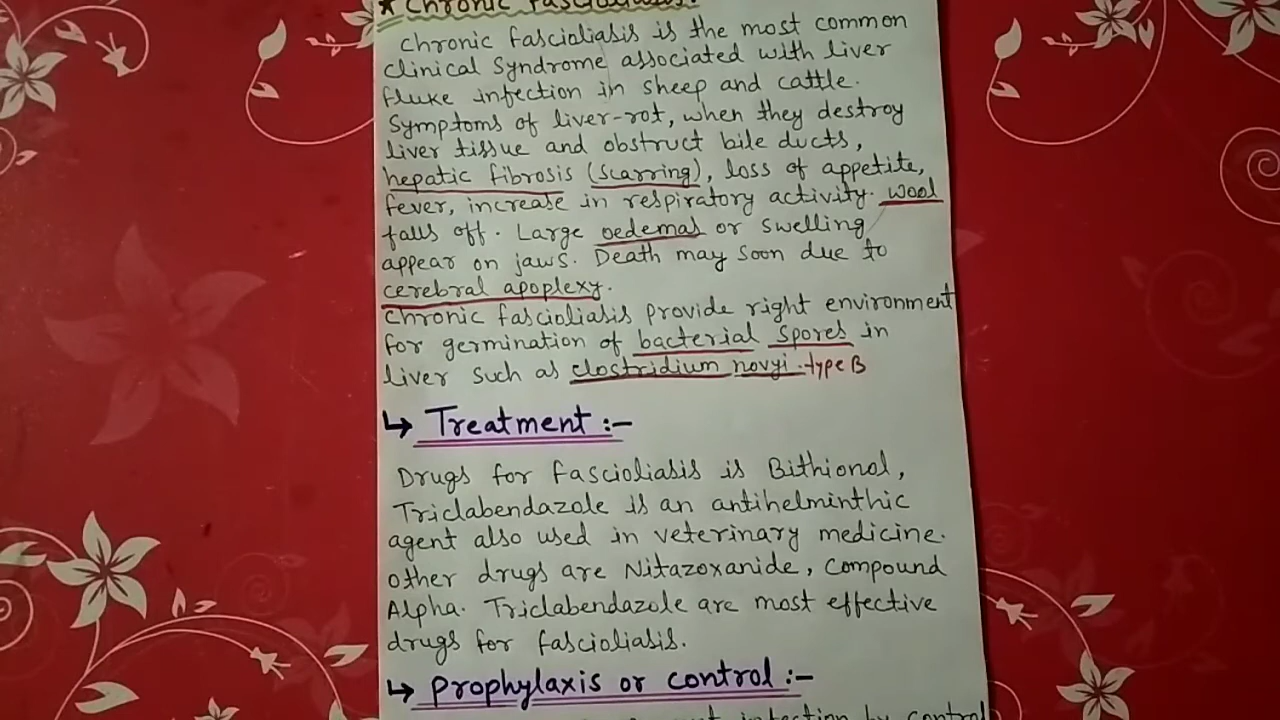 * Chronic Fascioliasis:
Chronic fascioliasis is the most common
clinical syndrome associated with liver
fluke infection in sheep and cattle.
Symptoms of liver-rot, when they destroy
liver tissue and obstruct bile ducts,
hepatic fibrosis (scarring), loss of appetite,
fever, increase in respiratory activity. wool
falls off. Large oedemas or swelling
appear on jaws. Death may soon due to
cerebral apoplexy.
Chronic fascioliasis provide right environment
for germination of bacterial spores in
liver such as clostridium novyi. type B
↳ Treatment :-
Drugs for fascioliasis is Bithionol,
Triclabendazole is an antihelminthic
agent also used in veterinary medicine.
Other drugs are Nitazoxanide, Compound
Alpha. Triclabendazole are most effective
drugs for fascioliasis.
↳ Prophylaxis or control :-
infection by control